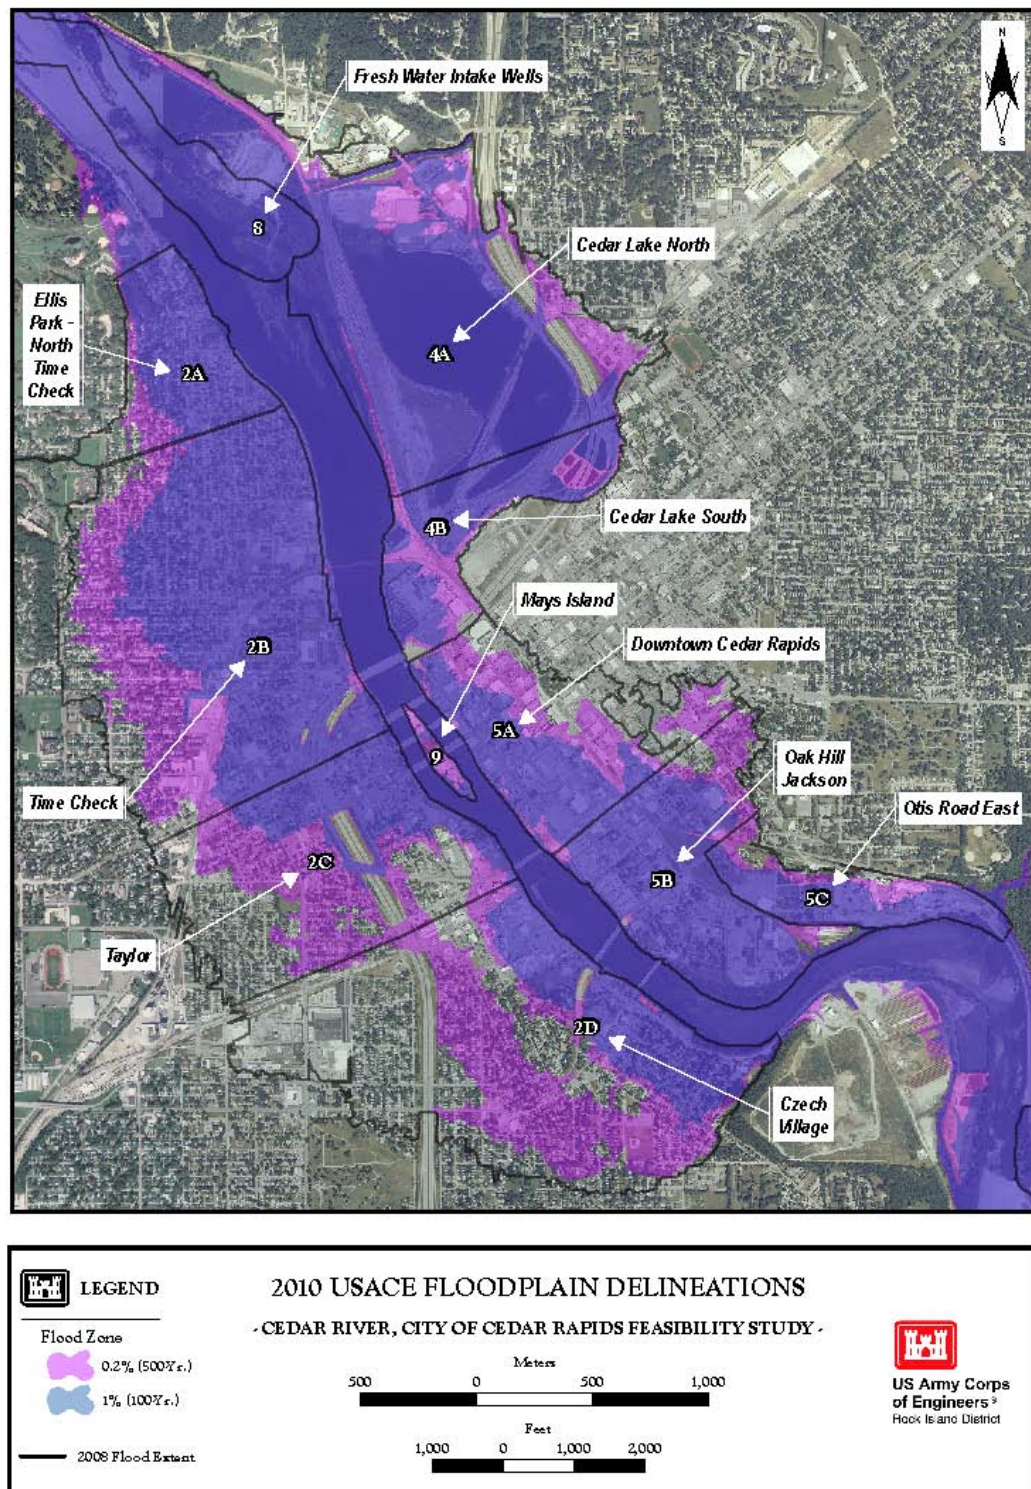 N
S
Fresh Water Intake Wells
8
Cedar Lake North
Ellis
Park -
North
Time
Check
4A
2A
4B
Cedar Lake South
Mays Island
2B
Downtown Cedar Rapids
5A
9
Oak Hill
Jackson
Time Check
Otis Road East
2C
5B
5C
Taylor
2D
Czech
Village
LEGEND
Flood Zone
0.2% (500Yr.)
1% (100Yr.)
2008 Flood Extent
2010 USACE FLOODPLAIN DELINEATIONS
- CEDAR RIVER, CITY OF CEDAR RAPIDS FEASIBILITY STUDY -
Meters
500 0 500 1,000
Feet
1,000 0 1,000 2,000
US Army Corps
of Engineers
Rock Island District